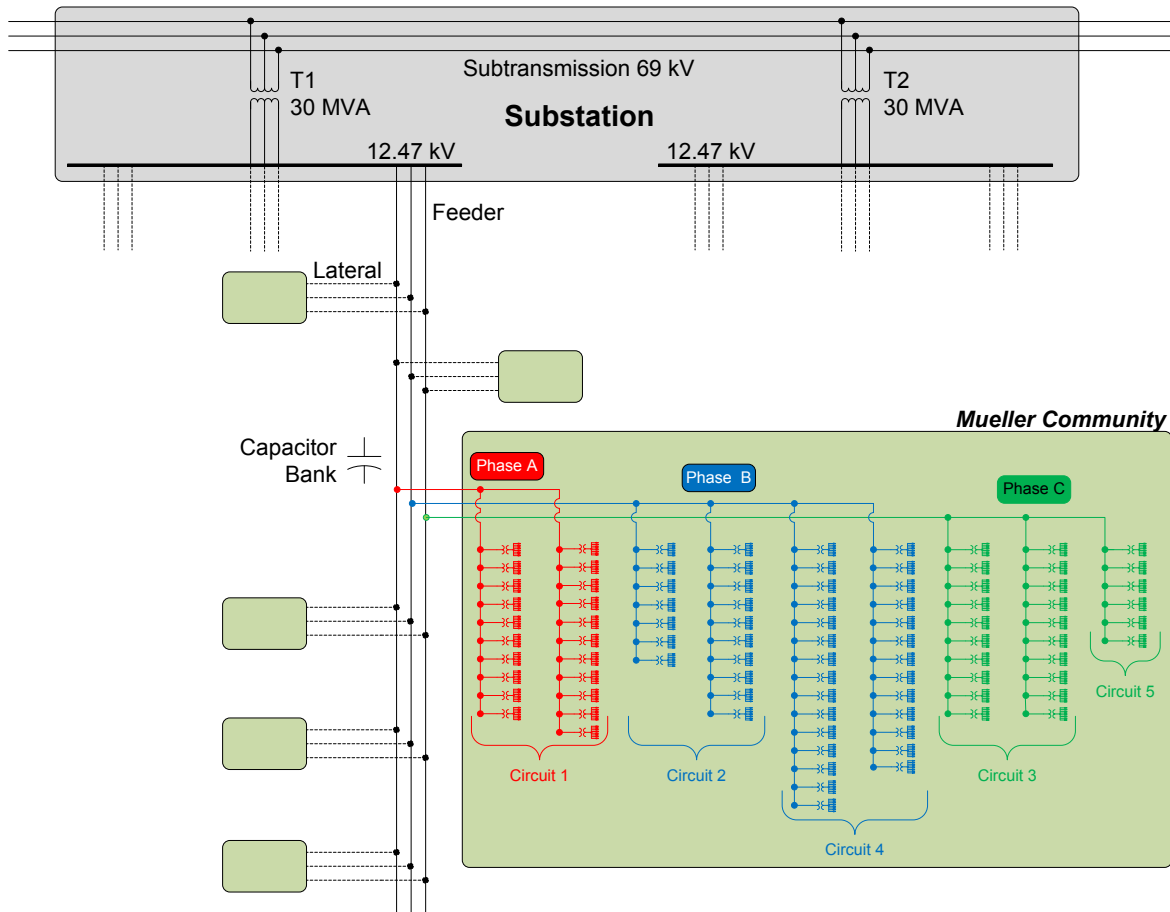 Subtransmission 69 kV
T1
30 MVA
T2
30 MVA
Substation
12.47 kV
12.47 kV
Feeder
Lateral
Capacitor
Bank
Mueller Community
Phase A
Phase B
Phase C
Circuit 1
Circuit 2
Circuit 4
Circuit 3
Circuit 5